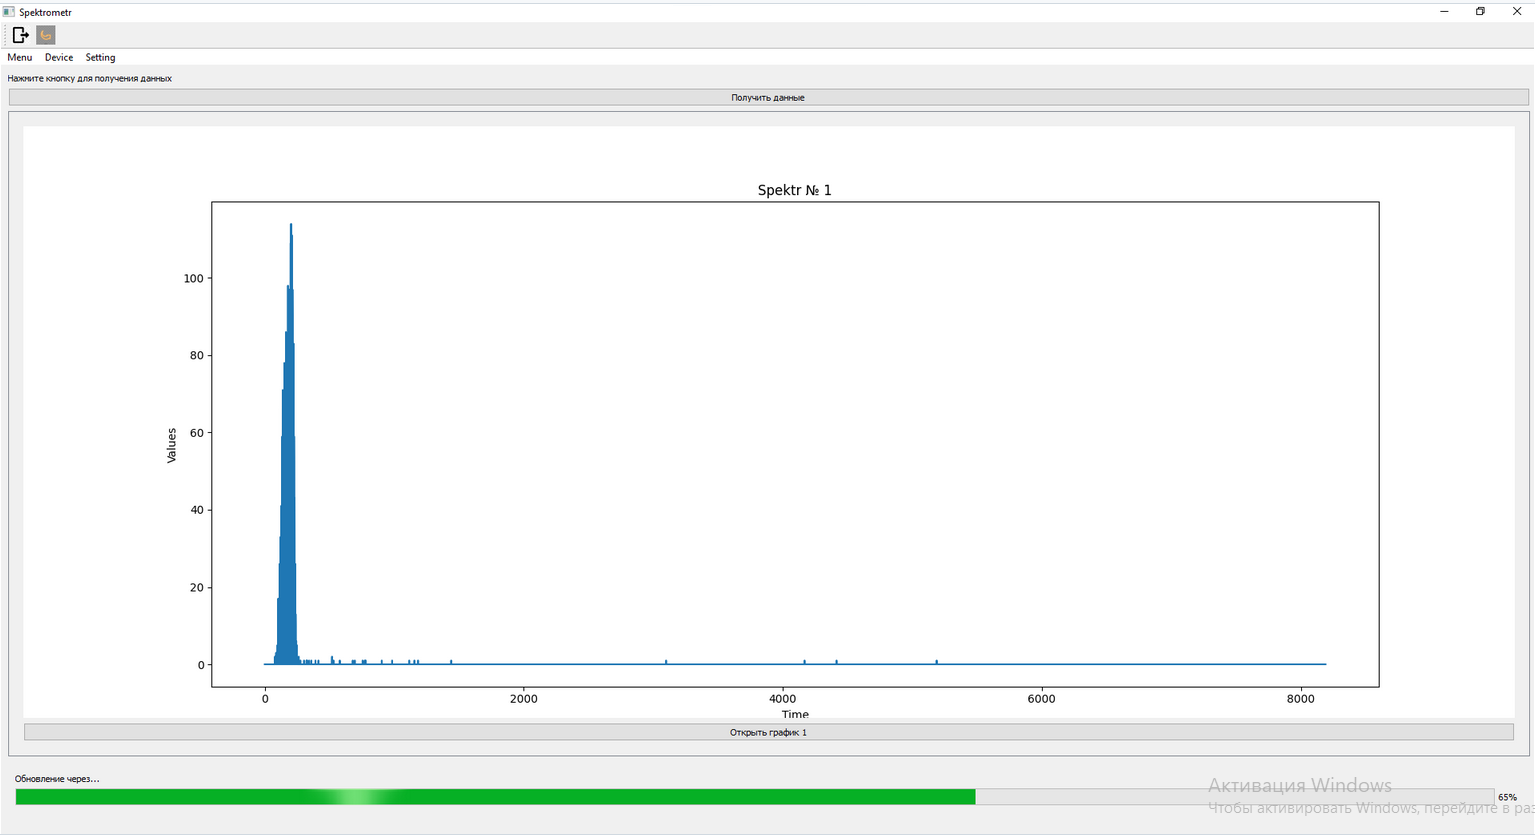 Spektrometr
Menu Device Setting
Нажмите кнопку для получения данных
Получить данные
Spektr № 1
100
80
60
40
20
0
Values
0 2000 4000 6000 8000
Time
Открыть график 1
Обновление через...
65%
Активация Windows
Чтобы активировать Windows, перейдите в